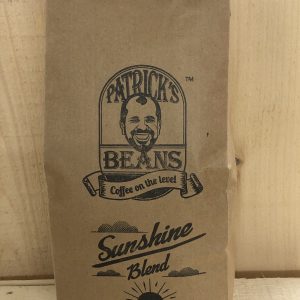 PATRICK'S
TM
BEANS
Coffee on the level
Sunshine
Blend